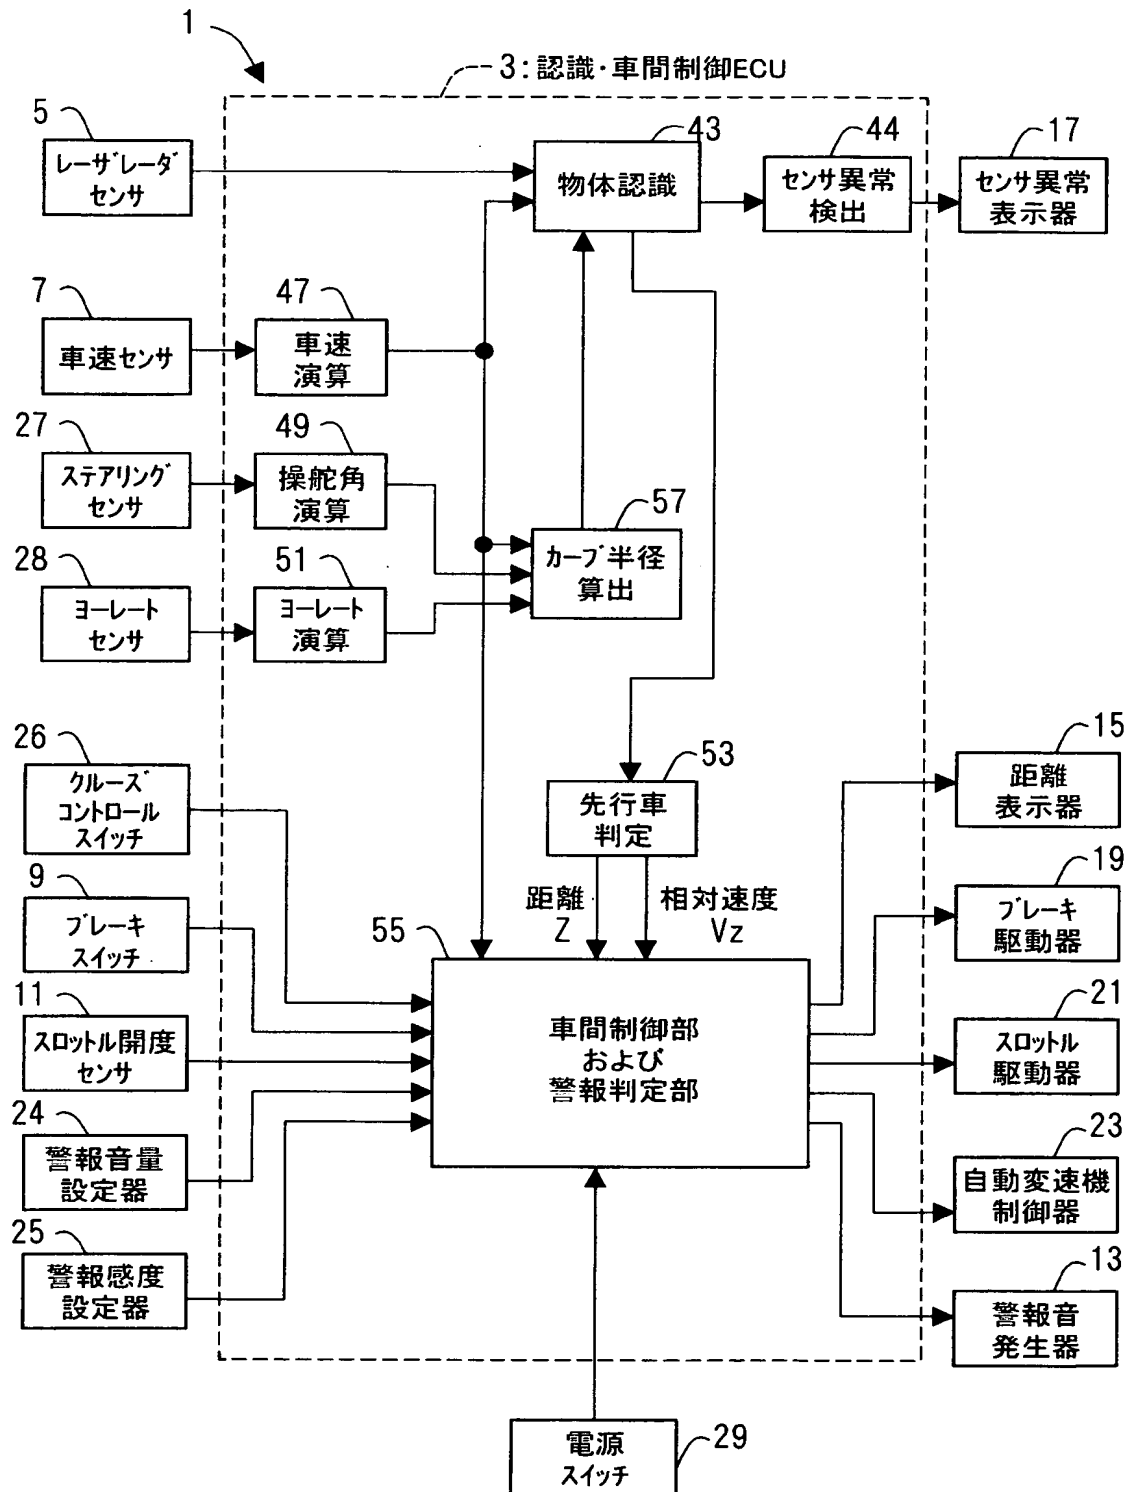 1
3:認識・車間制御ECU
5
レーザレーダ
センサ
43
物体認識
44
センサ異常
検出
17
センサ異常
表示器
7
車速センサ
47
車速
演算
27
ステアリング
センサ
49
操舵角
演算
57
カーブ半径
算出
28
ヨーレート
センサ
51
ヨーレート
演算
26
クルーズ
コントロール
スイッチ
53
先行車
判定
15
距離
表示器
9
ブレーキ
スイッチ
距離
Z
相対速度
Vz
19
ブレーキ
駆動器
55
車間制御部
および
警報判定部
11
スロットル開度
センサ
21
スロットル
駆動器
24
警報音量
設定器
23
自動変速機
制御器
25
警報感度
設定器
13
警報音
発生器
電源
スイッチ
29